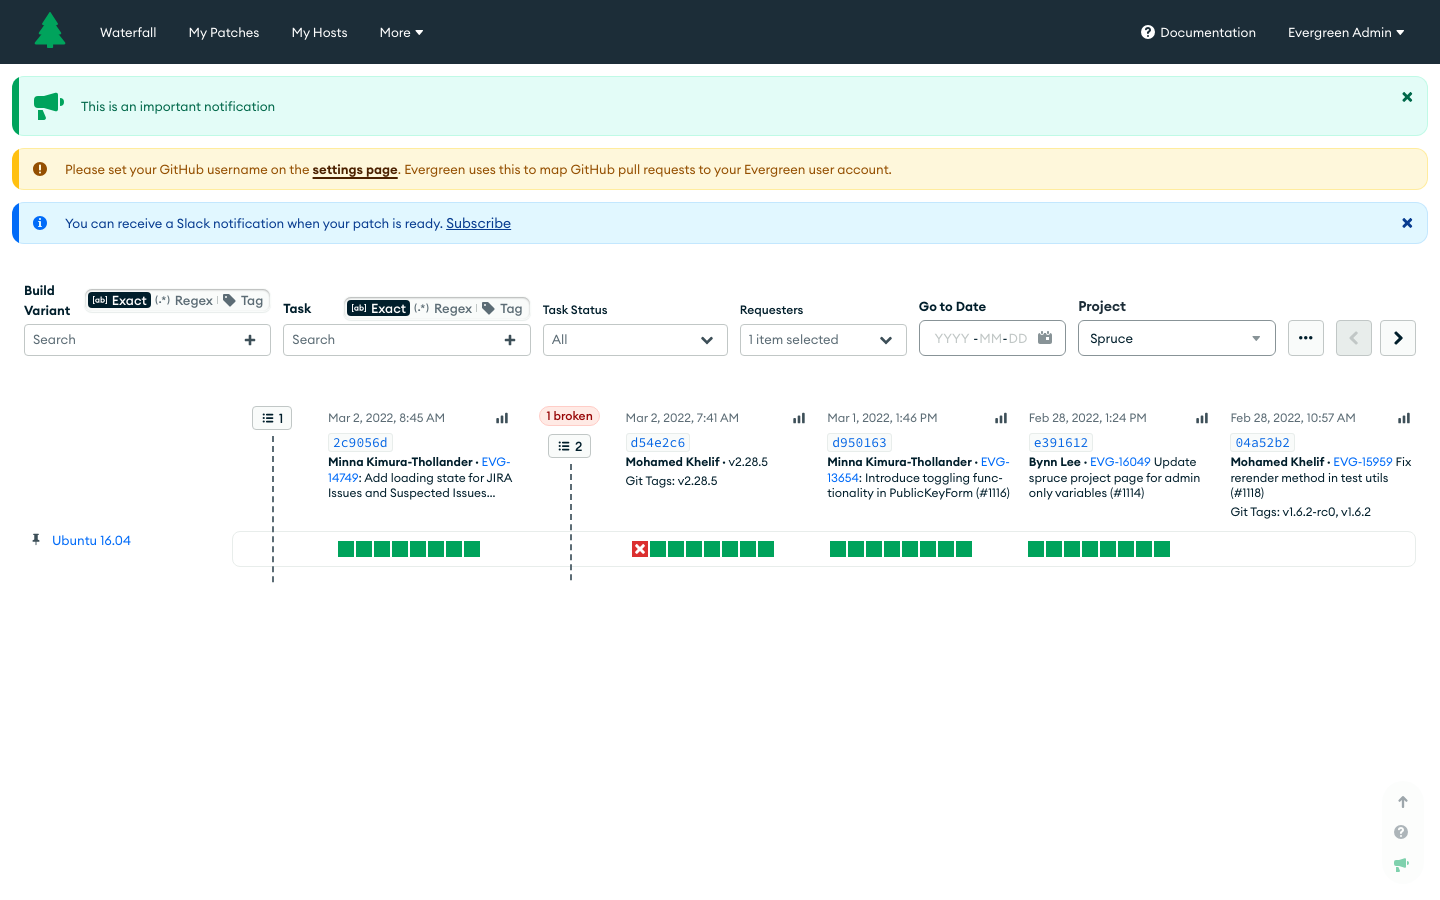 Waterfall My Patches My Hosts More Documentation Evergreen Admin
This is an important notification
Please set your GitHub username on the settings page. Evergreen uses this to map GitHub pull requests to your Evergreen user account.
You can receive a Slack notification when your patch is ready. Subscribe
Build
Variant
[ab] Exact (.*) Regex Tag
Search
Task
[ab] Exact (.*) Regex Tag
Search
Task Status
All
Requesters
1 item selected
Go to Date
YYYY-MM-DD
Project
Spruce
1
Mar 2, 2022, 8:45 AM
2c9056d
Minna Kimura-Thollander · EVG-
14749: Add loading state for JIRA
Issues and Suspected Issues...
1 broken
2
Mar 2, 2022, 7:41 AM
d54e2c6
Mohamed Khelif · v2.28.5
Git Tags: v2.28.5
Mar 1, 2022, 1:46 PM
d950163
Minna Kimura-Thollander · EVG-
13654: Introduce toggling func-
tionality in PublicKeyForm (#1116)
Feb 28, 2022, 1:24 PM
e391612
Bynn Lee · EVG-16049 Update
spruce project page for admin
only variables (#1114)
Feb 28, 2022, 10:57 AM
04a52b2
Mohamed Khelif · EVG-15959 Fix
rerender method in test utils
(#1118)
Git Tags: v1.6.2-rc0, v1.6.2
Ubuntu 16.04